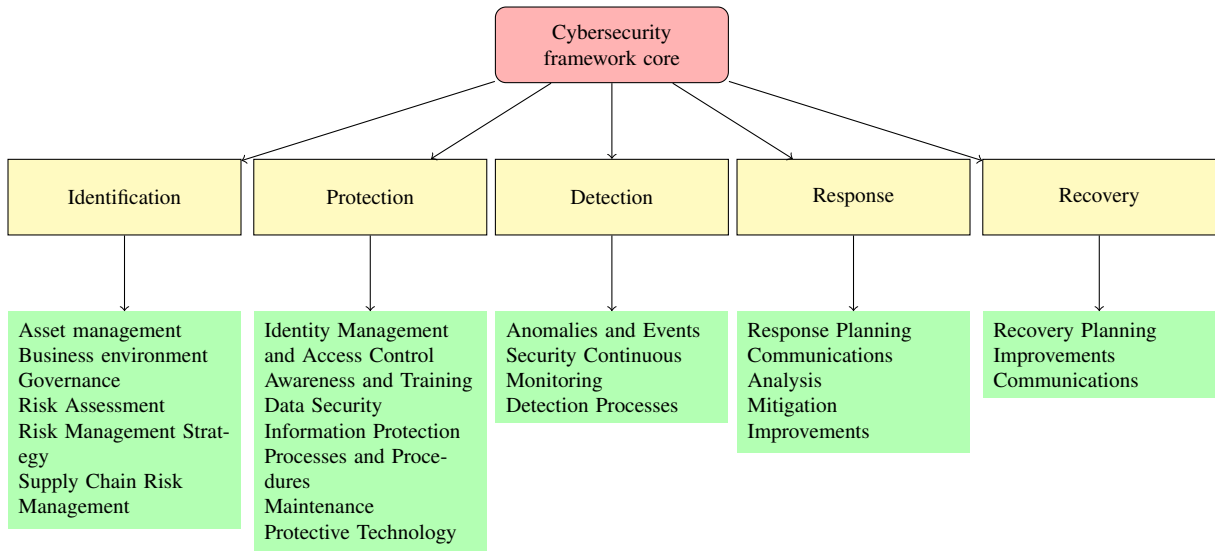 Cybersecurity
framework core
Identification
Protection
Detection
Response
Recovery
Asset management
Business environment
Governance
Risk Assessment
Risk Management Strat-
egy
Supply Chain Risk
Management
Identity Management
and Access Control
Awareness and Training
Data Security
Information Protection
Processes and Proce-
dures
Maintenance
Protective Technology
Anomalies and Events
Security Continuous
Monitoring
Detection Processes
Response Planning
Communications
Analysis
Mitigation
Improvements
Recovery Planning
Improvements
Communications